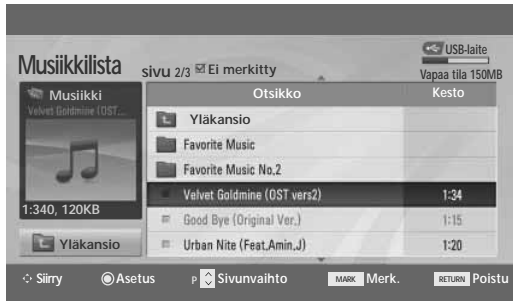 Musiikkilista
sivu 2/3 Ei merkitty
USB-laite
Vapaa tila 150MB
Musiikki
Velvet Goldmine (OST...
1:340, 120KB
Yläkansio
Otsikko Kesto
Yläkansio
Favorite Music
Favorite Music No,2
Velvet Goldmine (OST vers2) 1:34
Good Bye (Original Ver,) 1:15
Urban Nite (Feat,Amin,J) 1:20
Siirry Asetus P Sivunvaihto MARK Merk. RETURN Poistu